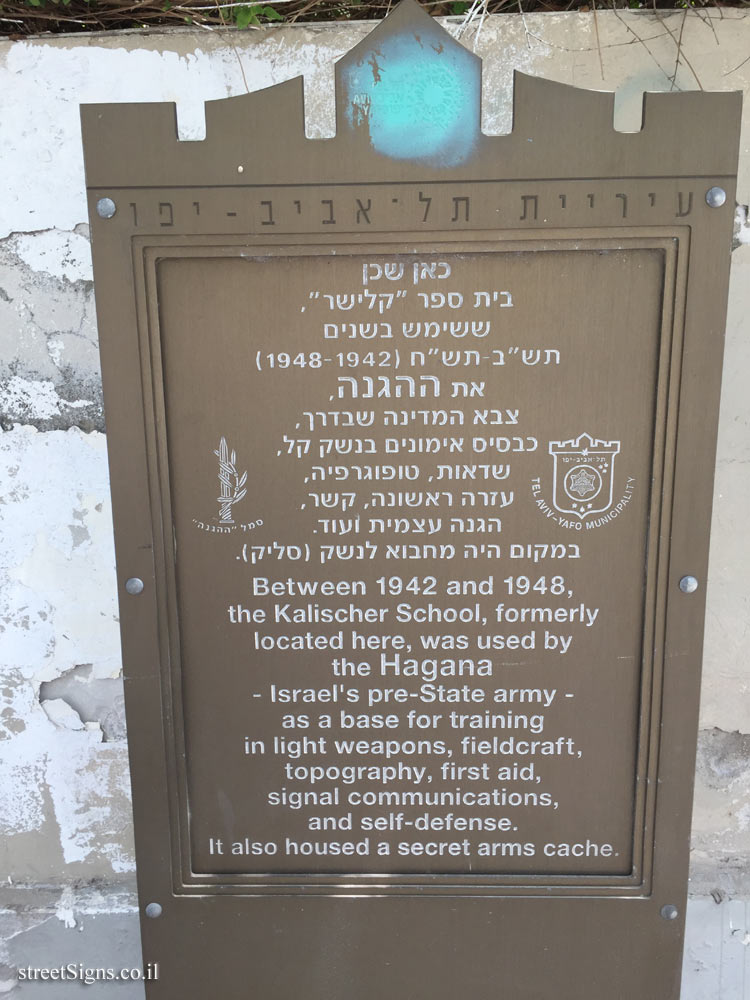 עיריית תל-אביב-יפו
כאן שכן
בית ספר "קלישר",
ששימש בשנים
תש"ב-תש"ח (1948-1942)
את ההגנה,
צבא המדינה שבדרך,
כבסיס אימונים בנשק קל,
שדאות, טופוגרפיה,
עזרה ראשונה, קשר,
הגנה עצמית ועוד.
במקום היה מחבוא לנשק (סליק).
סמל "ההגנה"
תל-אביב-יפו
TEL AVIV-YAFO MUNICIPALITY
Between 1942 and 1948,
the Kalischer School, formerly
located here, was used by
the Hagana
- Israel's pre-State army -
as a base for training
in light weapons, fieldcraft,
topography, first aid,
signal communications,
and self-defense.
It also housed a secret arms cache.
streetSigns.co.il